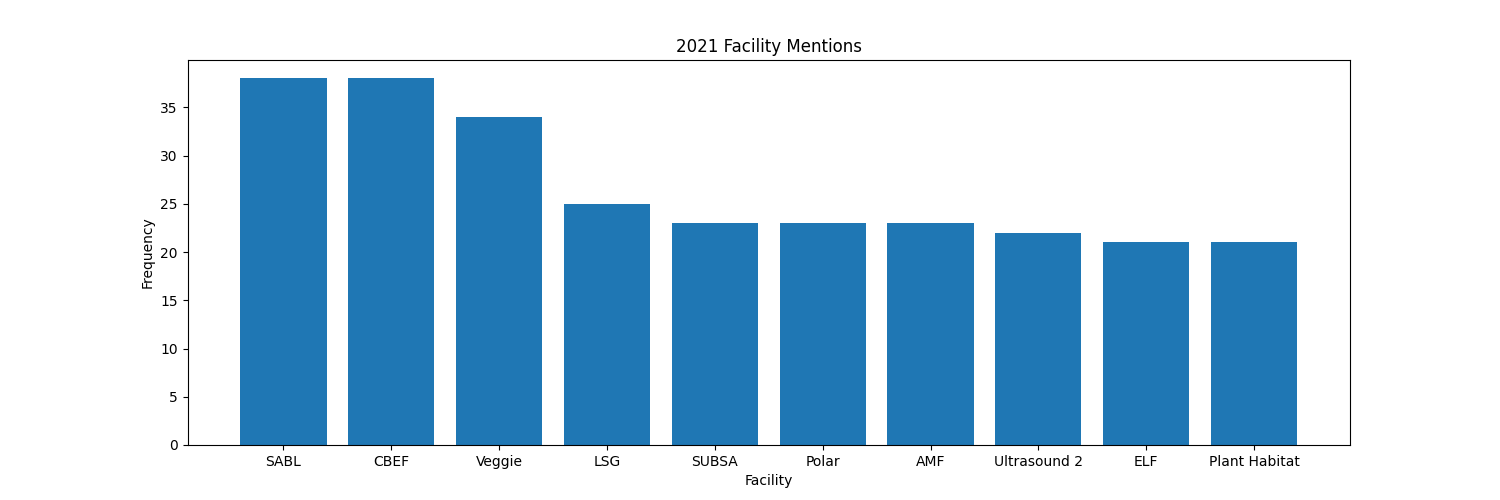 2021 Facility Mentions
Frequency
35
30
25
20
15
10
5
0
SABL CBEF Veggie LSG SUBSA Polar AMF Ultrasound 2 ELF Plant Habitat
Facility